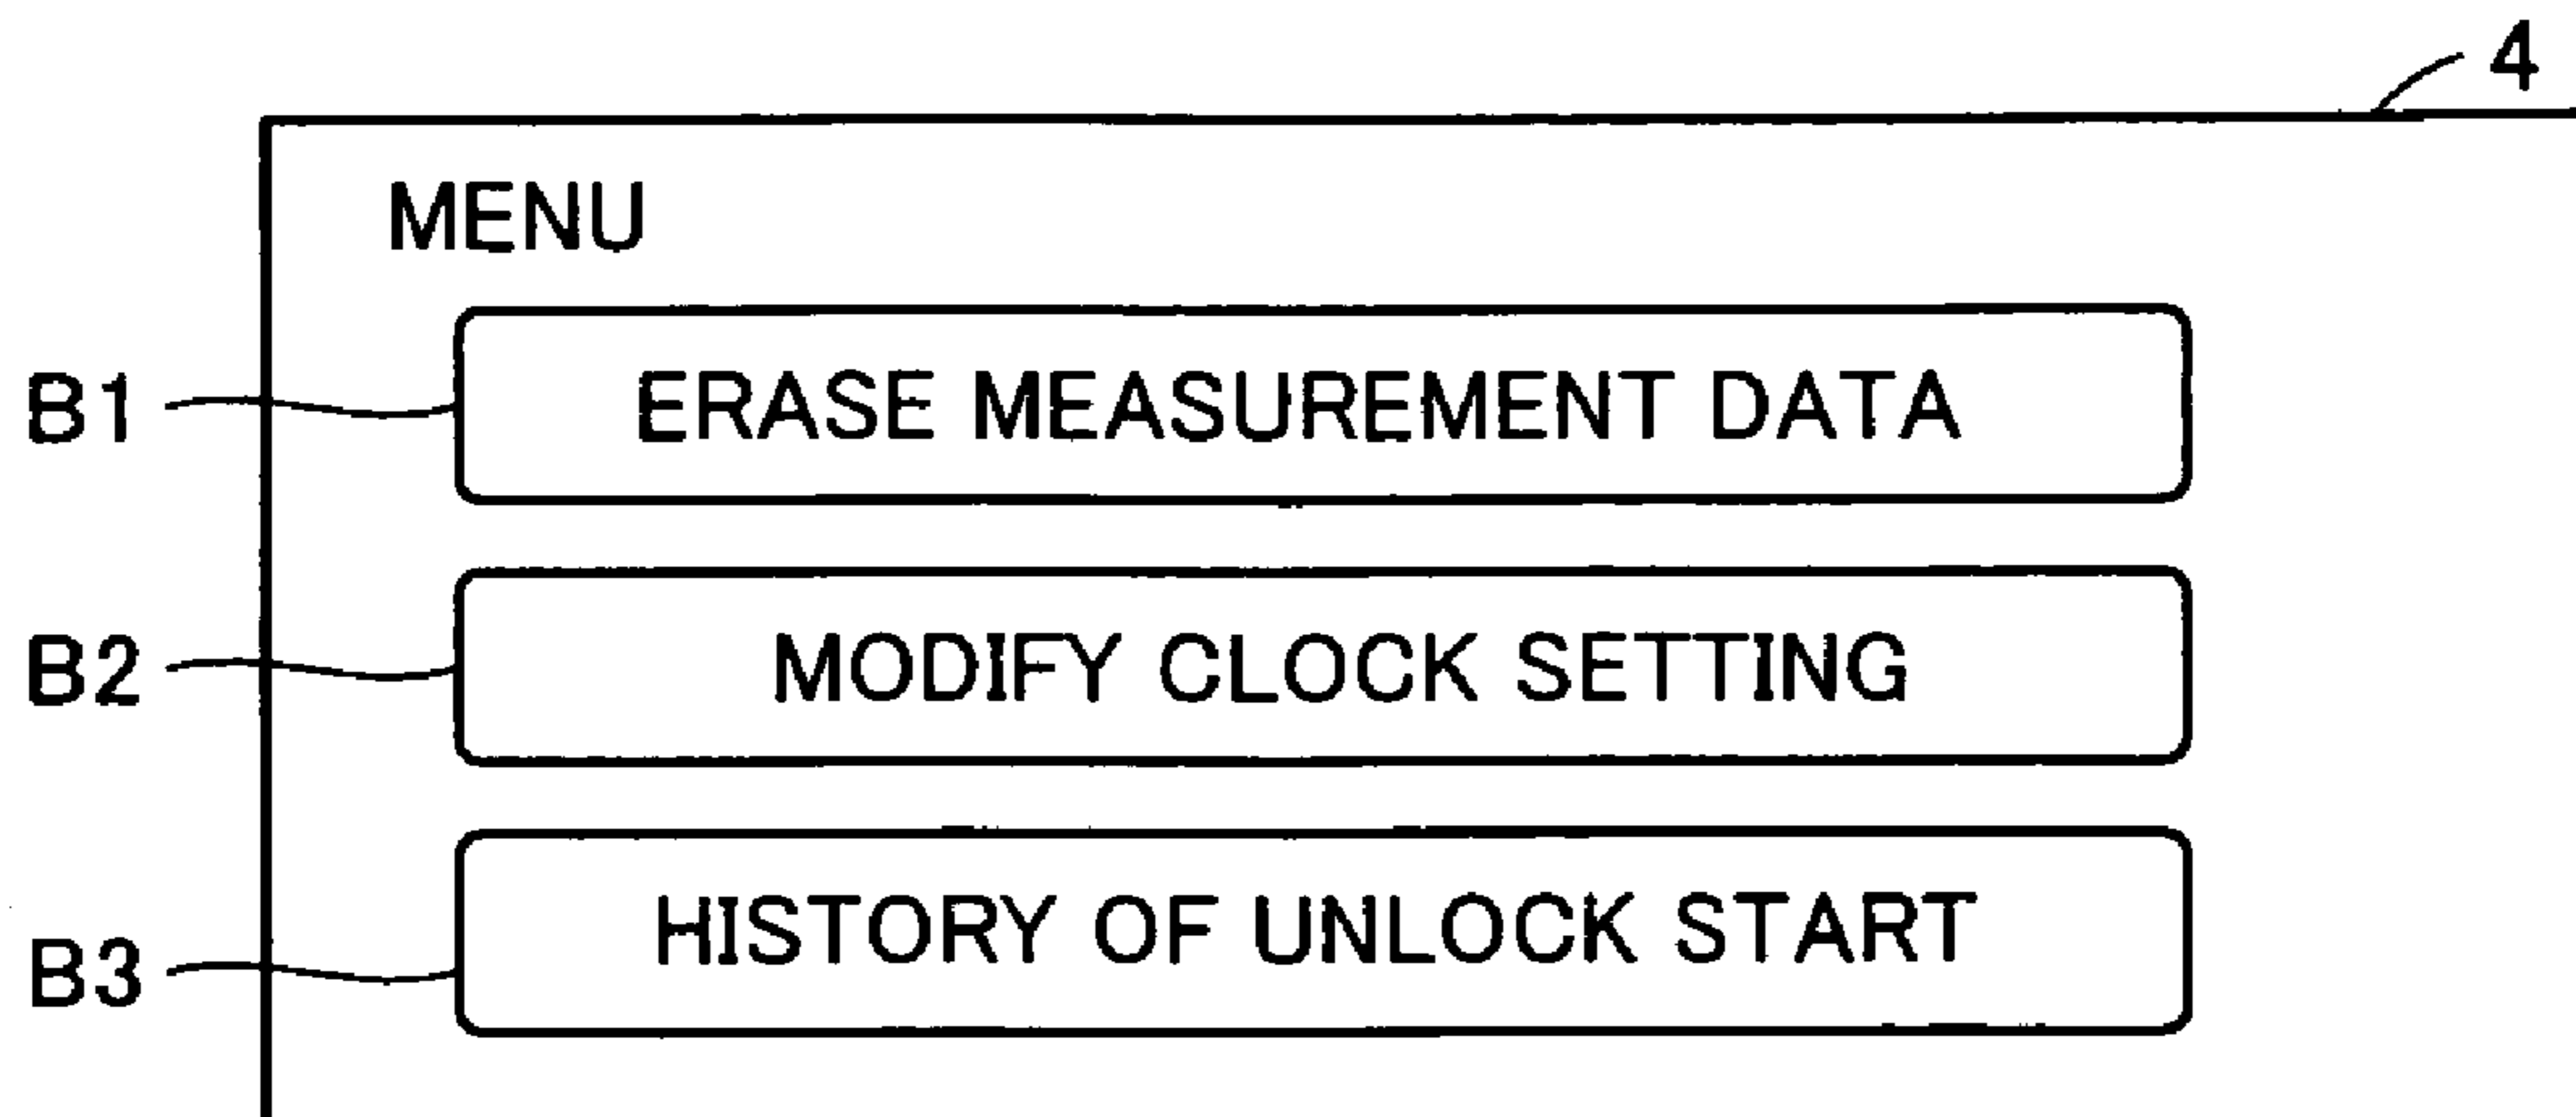 4
MENU
B1 ERASE MEASUREMENT DATA
B2 MODIFY CLOCK SETTING
B3 HISTORY OF UNLOCK START